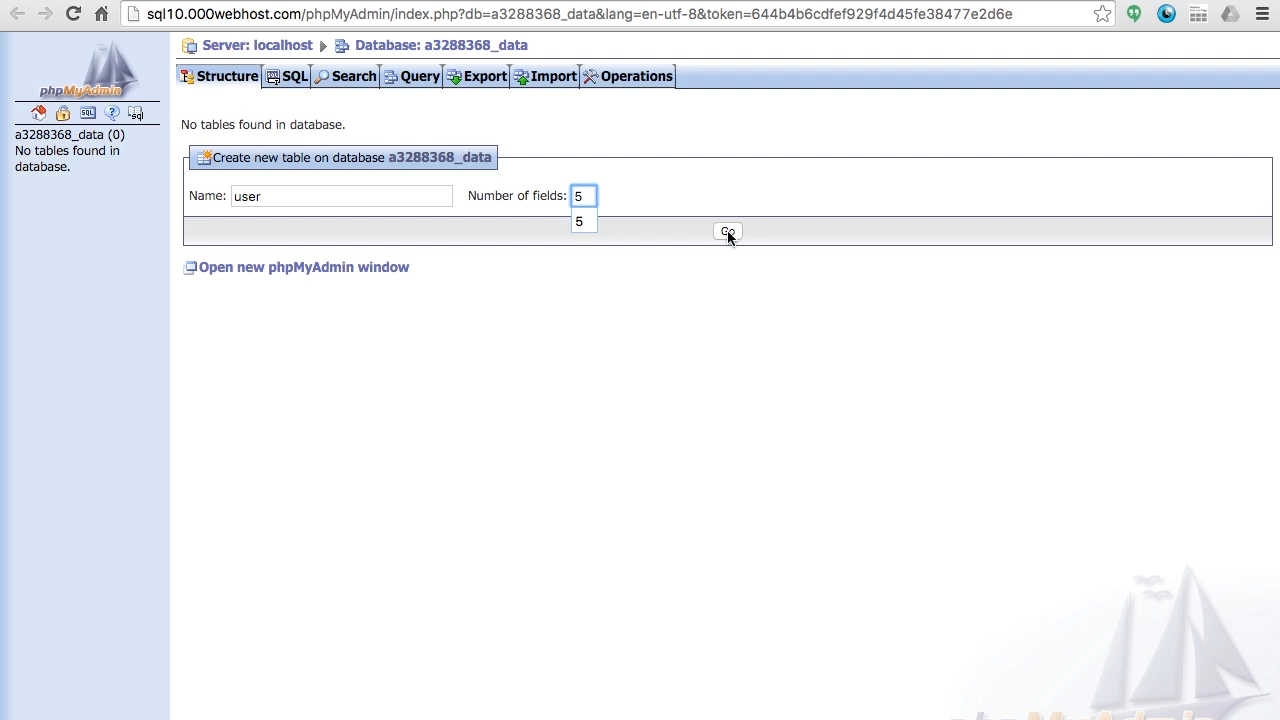 sql10.000webhost.com/phpMyAdmin/index.php?db=a3288368_data&lang=en-utf-8&token=644b4b6cdfef929f4d45fe38477e2d6e
phpMyAdmin
SQL
?
sql
a3288368_data (0)
No tables found in
database.
Server: localhost
Database: a3288368_data
Structure
SQL
Search
Query
Export
Import
Operations
No tables found in database.
Create new table on database a3288368_data
Name: user
Number of fields: 5
5
Go
Open new phpMyAdmin window